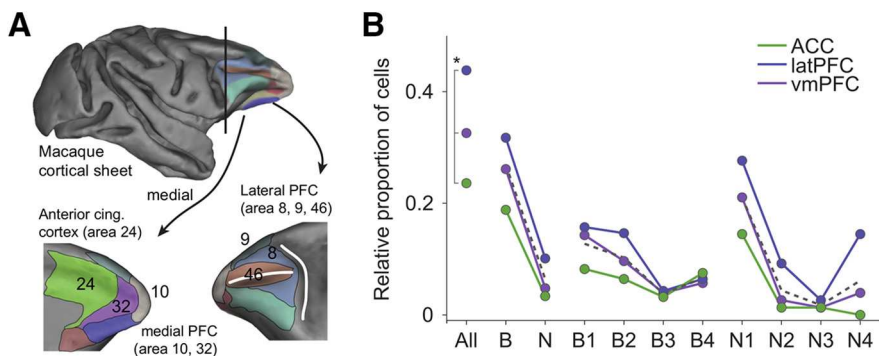 A
Macaque
cortical sheet
medial
Lateral PFC
(area 8, 9, 46)
Anterior cing.
cortex (area 24)
9
8
46
24
32
10
medial PFC
(area 10, 32)
B
Relative proportion of cells
0.4
0.2
0
*
ACC
latPFC
vmPFC
All B N B1 B2 B3 B4 N1 N2 N3 N4